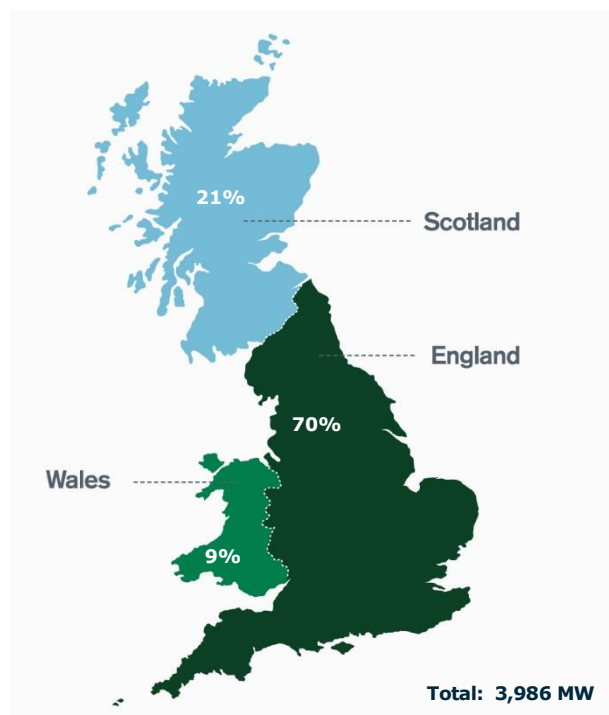 21%
Scotland
England
70%
Wales
9%
Total: 3,986 MW